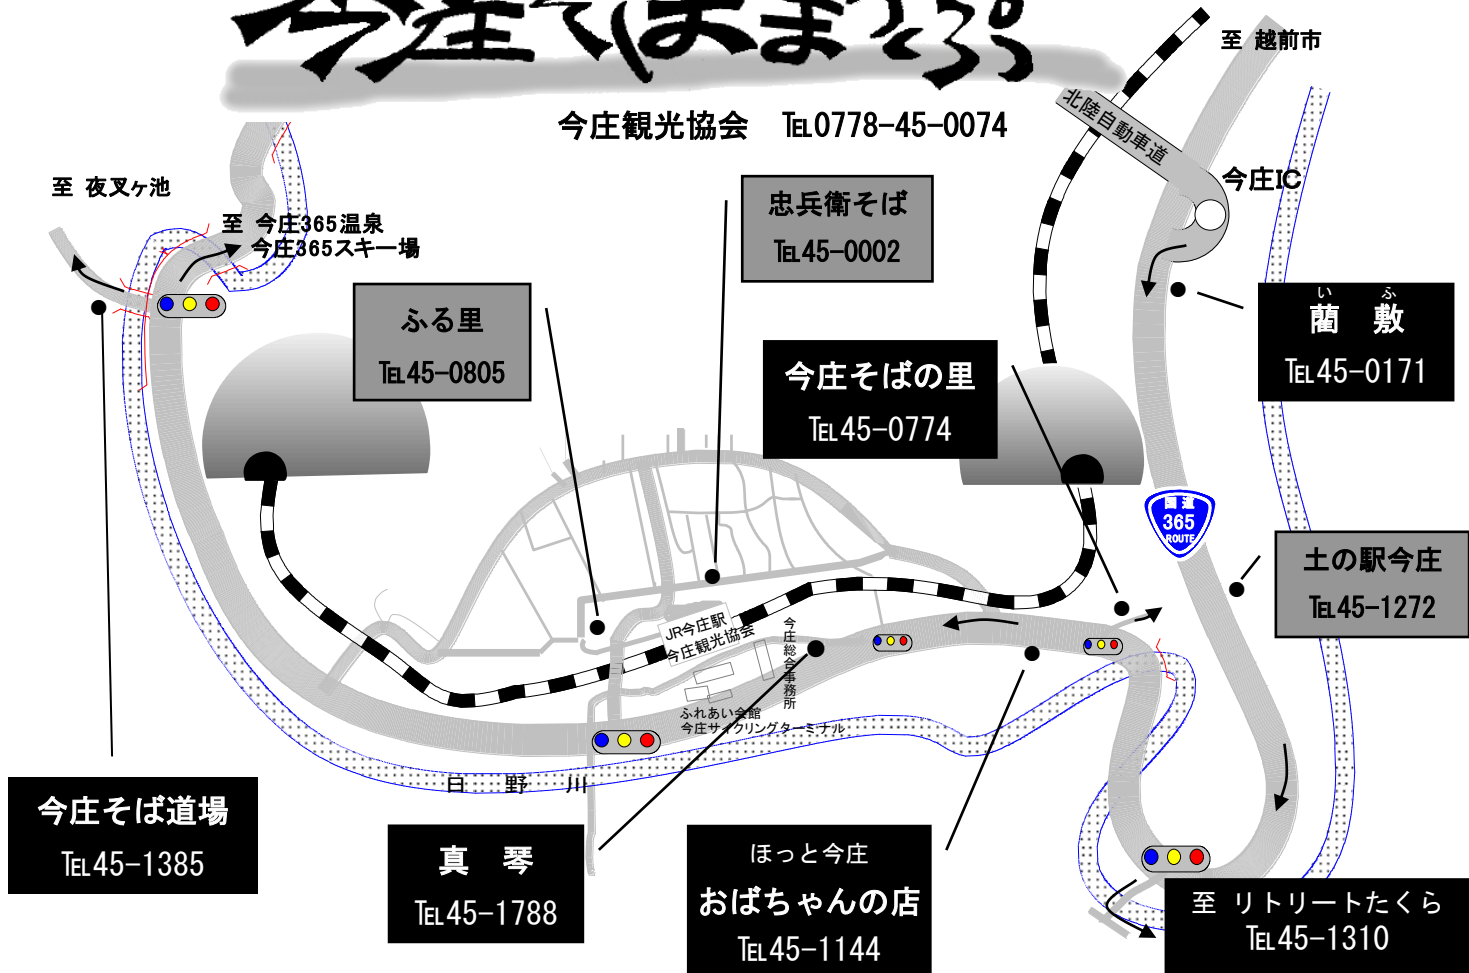 今庄そばまっぷ
至 越前市
北陸自動車道
今庄観光協会 ℡0778-45-0074
今庄IC
至 夜叉ヶ池
至 今庄365温泉
今庄365スキー場
忠兵衛そば
℡45-0002
い ふ
藺 敷
℡45-0171
ふる里
℡45-0805
今庄そばの里
℡45-0774
国道
365
ROUTE
土の駅今庄
℡45-1272
JR今庄駅
今庄観光協会
今庄総合事務所
ふれあい会館
今庄サイクリングターミナル
日 野 川
今庄そば道場
℡45-1385
真 琴
℡45-1788
ほっと今庄
おばちゃんの店
℡45-1144
至 リトリートたくら
℡45-1310